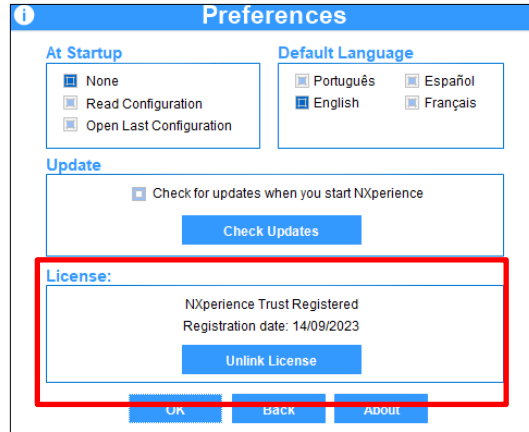 i Preferences
At Startup
None
Read Configuration
Open Last Configuration
Default Language
Português Español
English Français
Update
Check for updates when you start NXperience
Check Updates
License:
NXperience Trust Registered
Registration date: 14/09/2023
Unlink License
OK Back About